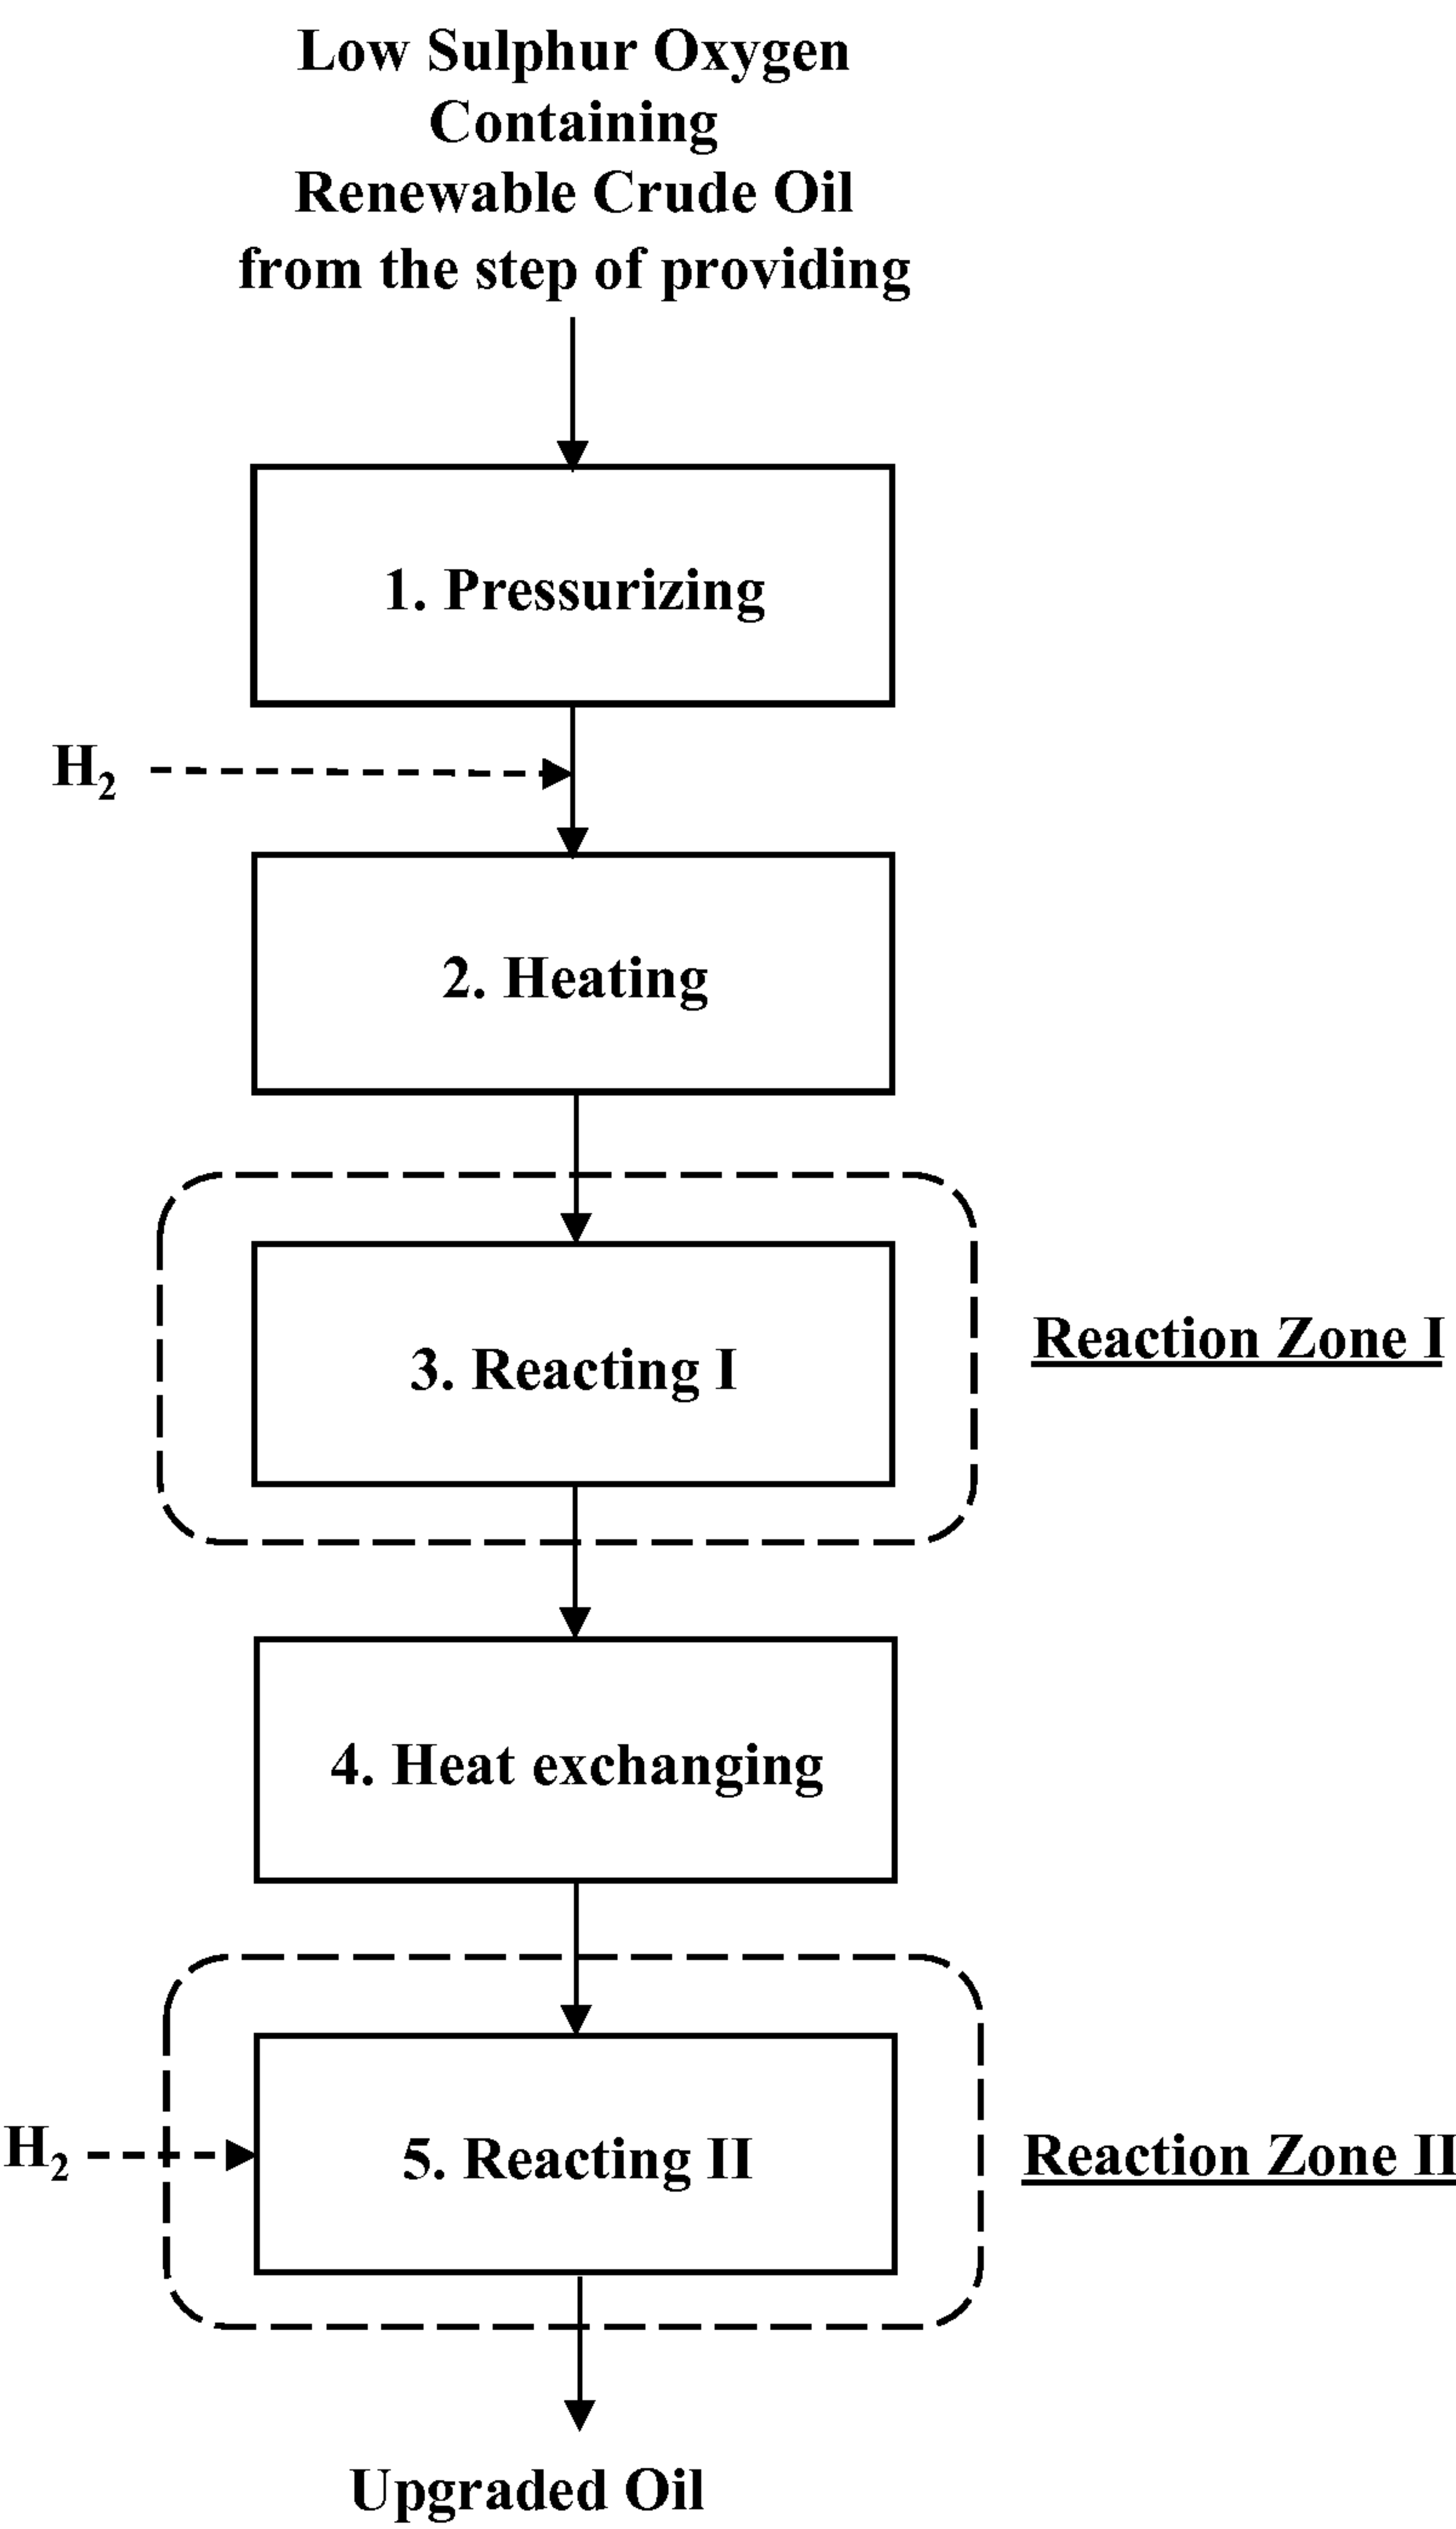 Low Sulphur Oxygen
Containing
Renewable Crude Oil
from the step of providing
1. Pressurizing
H₂
2. Heating
3. Reacting I
Reaction Zone I
4. Heat exchanging
H₂
5. Reacting II
Reaction Zone II
Upgraded Oil